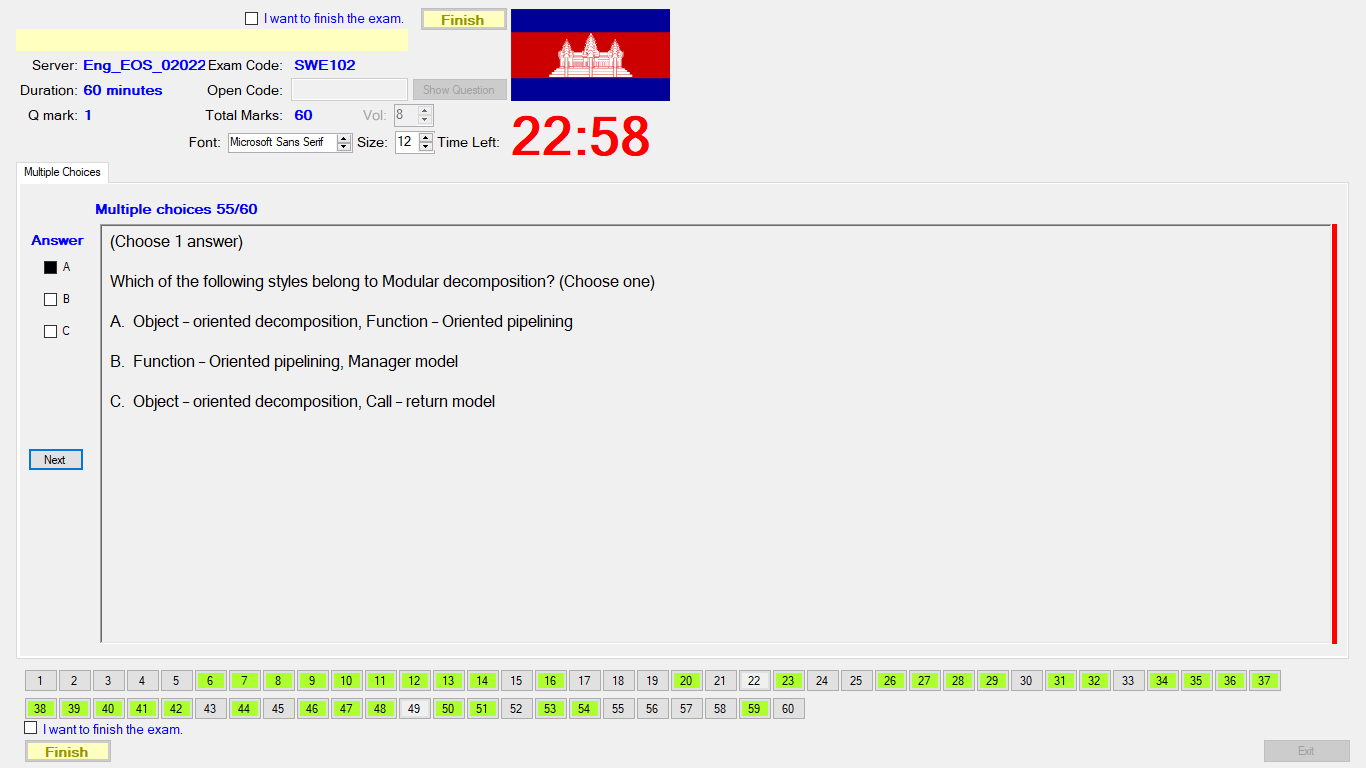 I want to finish the exam.
Finish
Server: Eng_EOS_02022 Exam Code: SWE102
Duration: 60 minutes Open Code: Show Question
Q mark: 1 Total Marks: 60 Vol: 8
Font: Microsoft Sans Serif Size: 12 Time Left: 22:58
Multiple Choices
Multiple choices 55/60
Answer
A
B
C
Next
(Choose 1 answer)
Which of the following styles belong to Modular decomposition? (Choose one)
A. Object – oriented decomposition, Function – Oriented pipelining
B. Function – Oriented pipelining, Manager model
C. Object – oriented decomposition, Call – return model
1 2 3 4 5 6 7 8 9 10 11 12 13 14 15 16 17 18 19 20 21 22 23 24 25 26 27 28 29 30 31 32 33 34 35 36 37
38 39 40 41 42 43 44 45 46 47 48 49 50 51 52 53 54 55 56 57 58 59 60
I want to finish the exam.
Finish
Exit